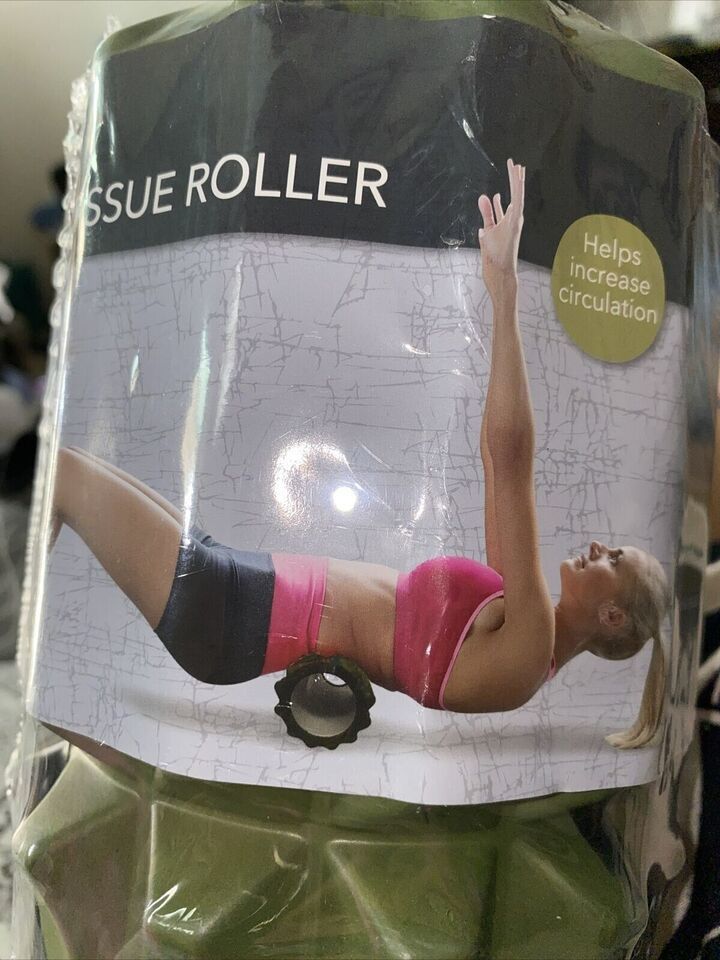 SSUE ROLLER
Helps
increase
circulation